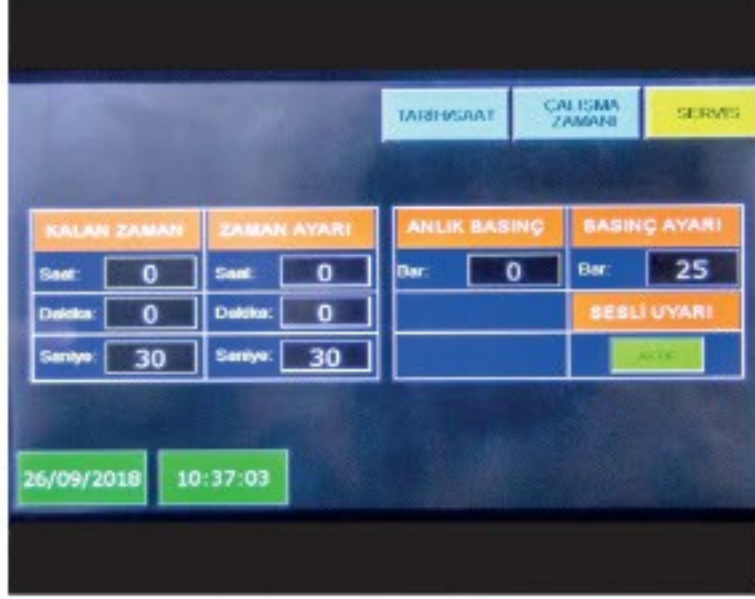 TARİH/SAAT
ÇALIŞMA
ZAMANI
SERVİS
KALAN ZAMAN ZAMAN AYARI ANLIK BASINÇ BASINÇ AYARI
Saat: 0 Saat: 0 Bar: 0 Bar: 25
Dakika: 0 Dakika: 0 SESLİ UYARI
Saniye: 30 Saniye: 30 AKTİF
26/09/2018 10:37:03